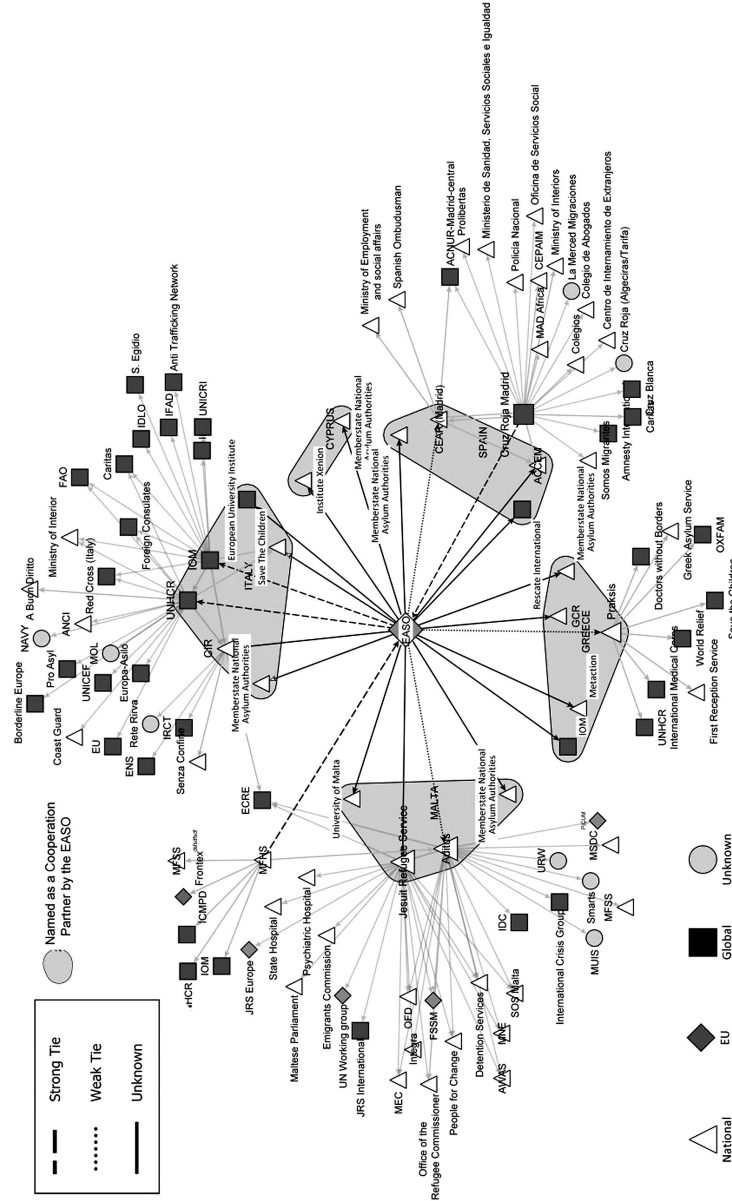 Strong Tie
Weak Tie
Unknown
Named as a Cooperation
Partner by the EASO
National
EU
Global
Unknown
Borderline Europe
NAVY
A Buon Diritto
Ministry of Interior
FAO
Caritas
IDLO
S. Egidio
IFAD
Anti Trafficking Network
UNICRI
Coast Guard
Pro Asyl
ANCI
Red Cross (Italy)
Foreign Consulates
EU
UNICEF
MOL
Europa-Asilo
ENS
Rete Rirva
IRCT
Senza Confine
UNHCR
IOM
CIR
ITALY
European University Institute
Save The Children
Memberstate National
Asylum Authorities
ECRE
CYPRUS
Institute Xenion
Memberstate National
Asylum Authorities
Memberstate National
Asylum Authorities
Ministry of Employment
and social affairs
Spanish Ombudusman
ACNUR-Madrid-central
Prolibertas
Ministerio de Sanidad, Servicios Sociales e Igualdad
Policía Nacional
Oficina de Servicios Social
CEPAIM
Ministry of Interiors
MAD Africa
La Merced Migraciones
Colegio de Abogados
Colegios
Centro de Internamiento de Extranjeros
Cruz Roja (Algeciras/Tarifa)
Cruz Blanca
Amnesty International
Somos Migrantes
CEAR (Madrid)
SPAIN
Cruz Roja Madrid
ACCEM
Rescate International
EASO
Memberstate National
Asylum Authorities
GCR
GREECE
Praksis
Metaction
IOM
Doctors without Borders
Greek Asylum Service
OXFAM
World Relief
International Medical Corps
UNHCR
First Reception Service
MFSS
Frontex
ICMPD
HCR
IOM
JRS Europe
State Hospital
Psychiatric Hospital
Maltese Parliament
Emigrants Commission
UN Working group
JRS International
University of Malta
MALTA
Jesuit Refugee Service
Aditus
Memberstate National
Asylum Authorities
MEC
OFD
Integra
Office of the
Refugee Commissioner
FSSM
People for Change
Detention Services
AWAS
MNE
SOS Malta
IDC
International Crisis Group
URW
MUIS
Smarts
MFSS
MSDC
PICUM